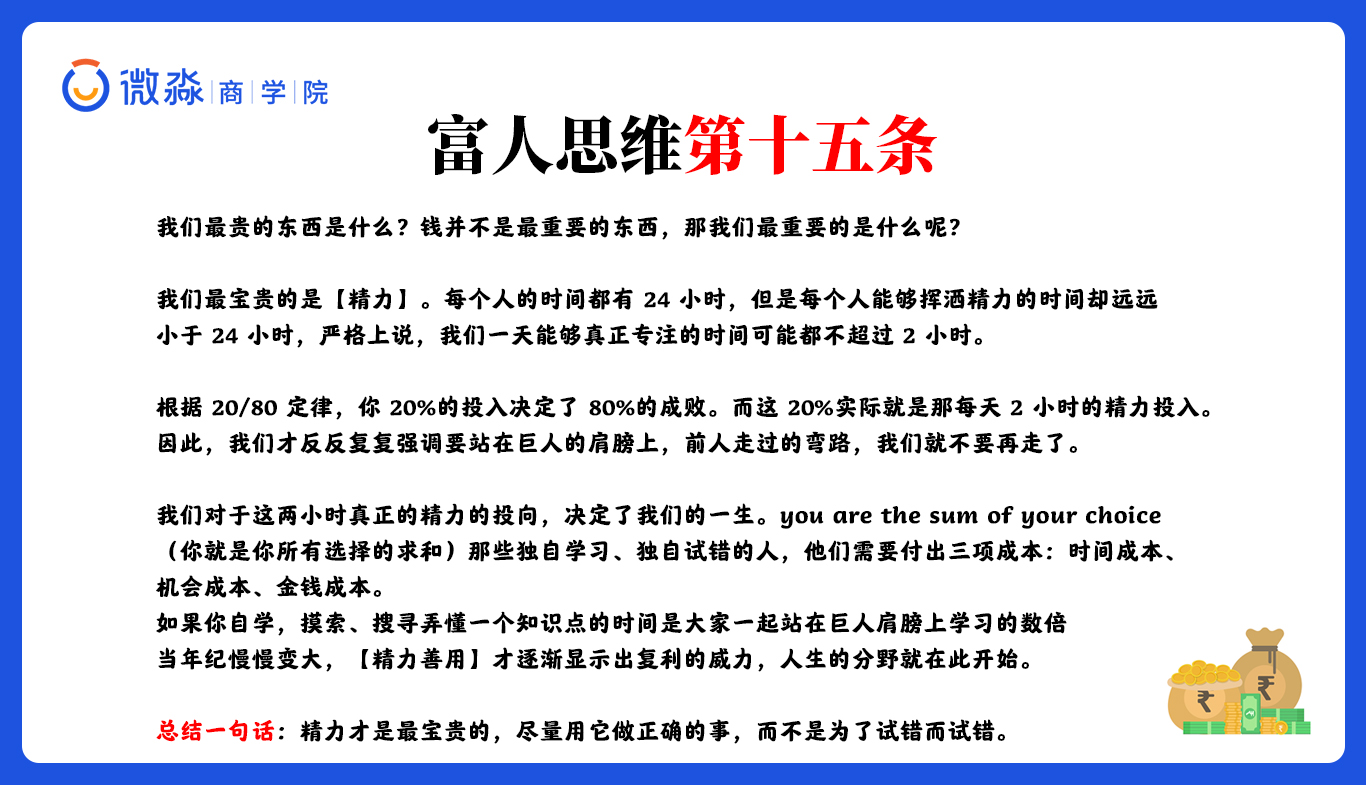 微淼|商|学|院
富人思维第十五条
我们最贵的东西是什么？钱并不是最重要的东西，那我们最重要的是什么呢？
我们最宝贵的是【精力】。每个人的时间都有 24 小时，但是每个人能够挥洒精力的时间却远远
小于 24 小时，严格上说，我们一天能够真正专注的时间可能都不超过 2 小时。
根据 20/80 定律，你 20%的投入决定了 80%的成败。而这 20%实际就是那每天 2 小时的精力投入。
因此，我们才反反复复强调要站在巨人的肩膀上，前人走过的弯路，我们就不要再走了。
我们对于这两小时真正的精力的投向，决定了我们的一生。you are the sum of your choice
（你就是你所有选择的求和）那些独自学习、独自试错的人，他们需要付出三项成本：时间成本、
机会成本、金钱成本。
如果你自学，摸索、搜寻弄懂一个知识点的时间是大家一起站在巨人肩膀上学习的数倍
当年纪慢慢变大，【精力善用】才逐渐显示出复利的威力，人生的分野就在此开始。
总结一句话：精力才是最宝贵的，尽量用它做正确的事，而不是为了试错而试错。
₹
₹